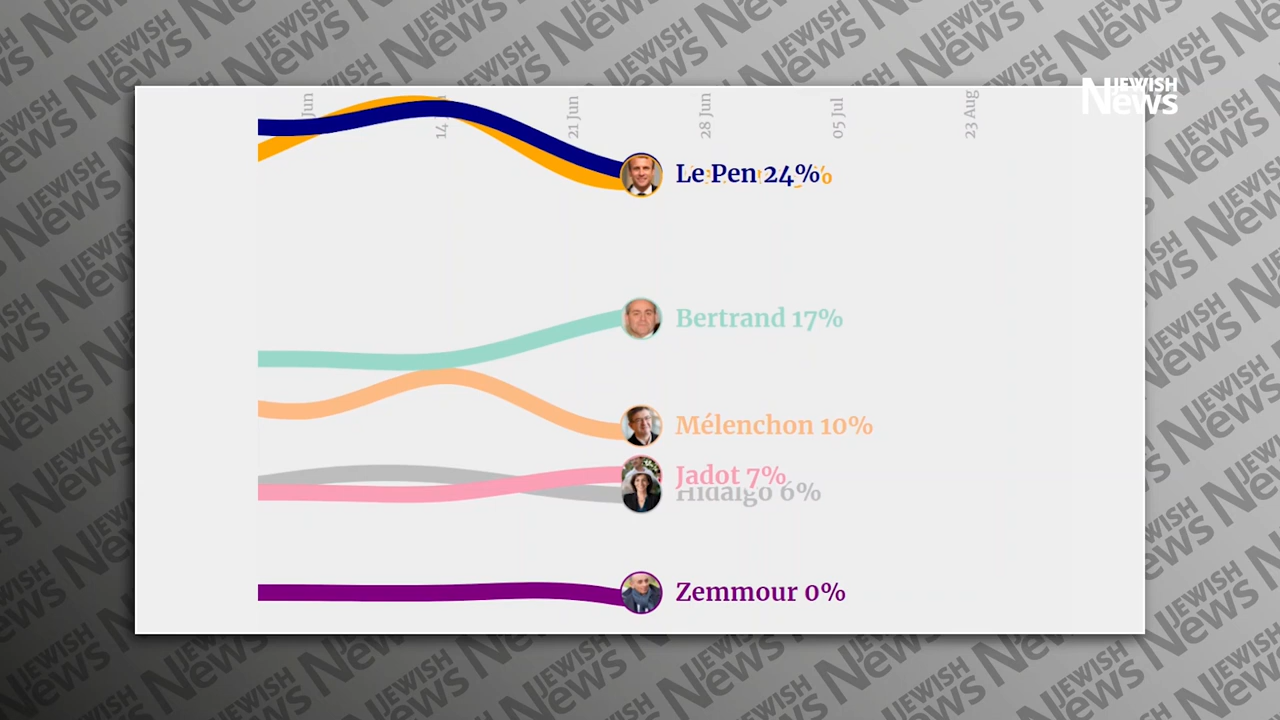 JEWISH
News
Jun
14
21 Jun
28 Jun
05 Jul
23 Aug
Le Pen 24%
Bertrand 17%
Mélenchon 10%
Jadot 7%
Hidalgo 6%
Zemmour 0%